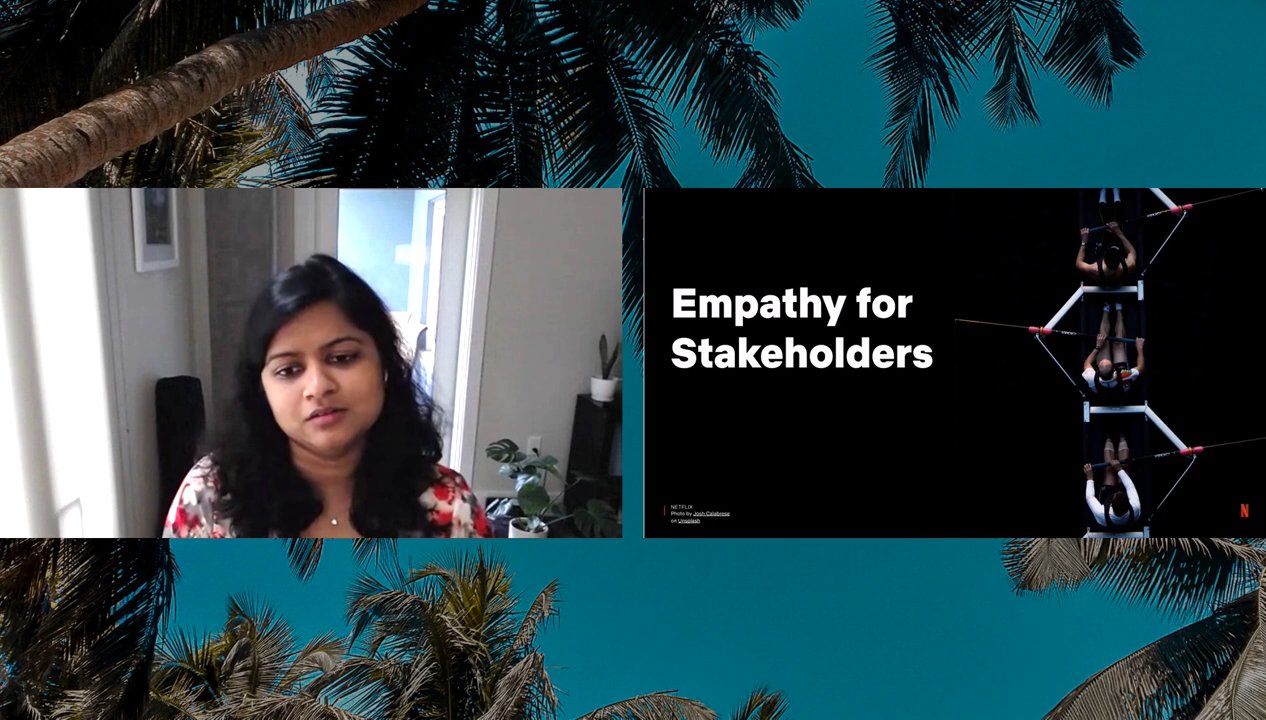 Empathy for
Stakeholders
NETFLIX
Photo by Josh Calabrese
on Unsplash
N